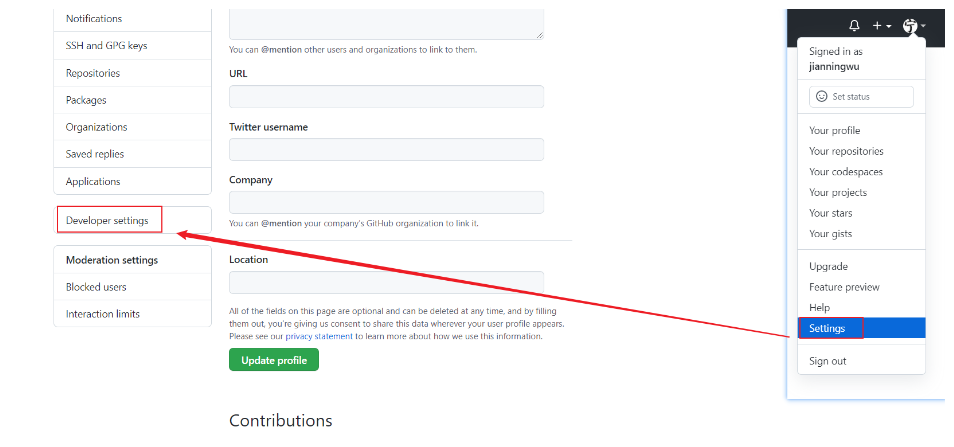 Notifications
SSH and GPG keys
Repositories
Packages
Organizations
Saved replies
Applications
Developer settings
Moderation settings
Blocked users
Interaction limits
You can @mention other users and organizations to link to them.
URL
Twitter username
Company
You can @mention your company's GitHub organization to link it.
Location
All of the fields on this page are optional and can be deleted at any time, and by filling
them out, you're giving us consent to share this data wherever your user profile appears.
Please see our privacy statement to learn more about how we use this information.
Update profile
Contributions
Signed in as
jianningwu
Set status
Your profile
Your repositories
Your codespaces
Your projects
Your stars
Your gists
Upgrade
Feature preview
Help
Settings
Sign out